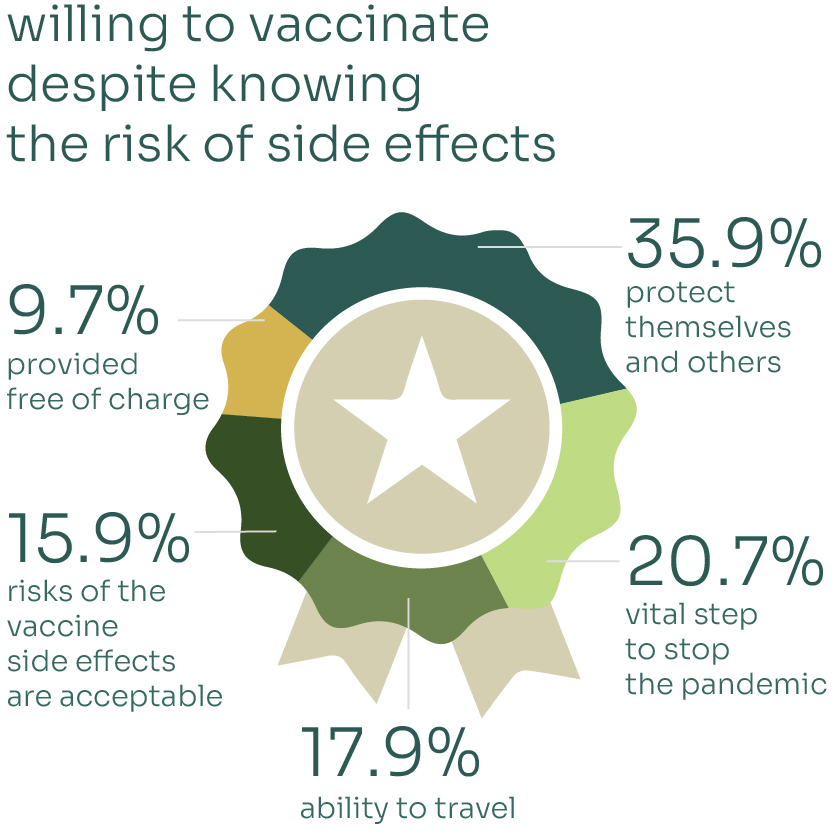 willing to vaccinate
despite knowing
the risk of side effects
35.9%
protect
themselves
and others
9.7%
provided
free of charge
15.9%
risks of the
vaccine
side effects
are acceptable
20.7%
vital step
to stop
the pandemic
17.9%
ability to travel